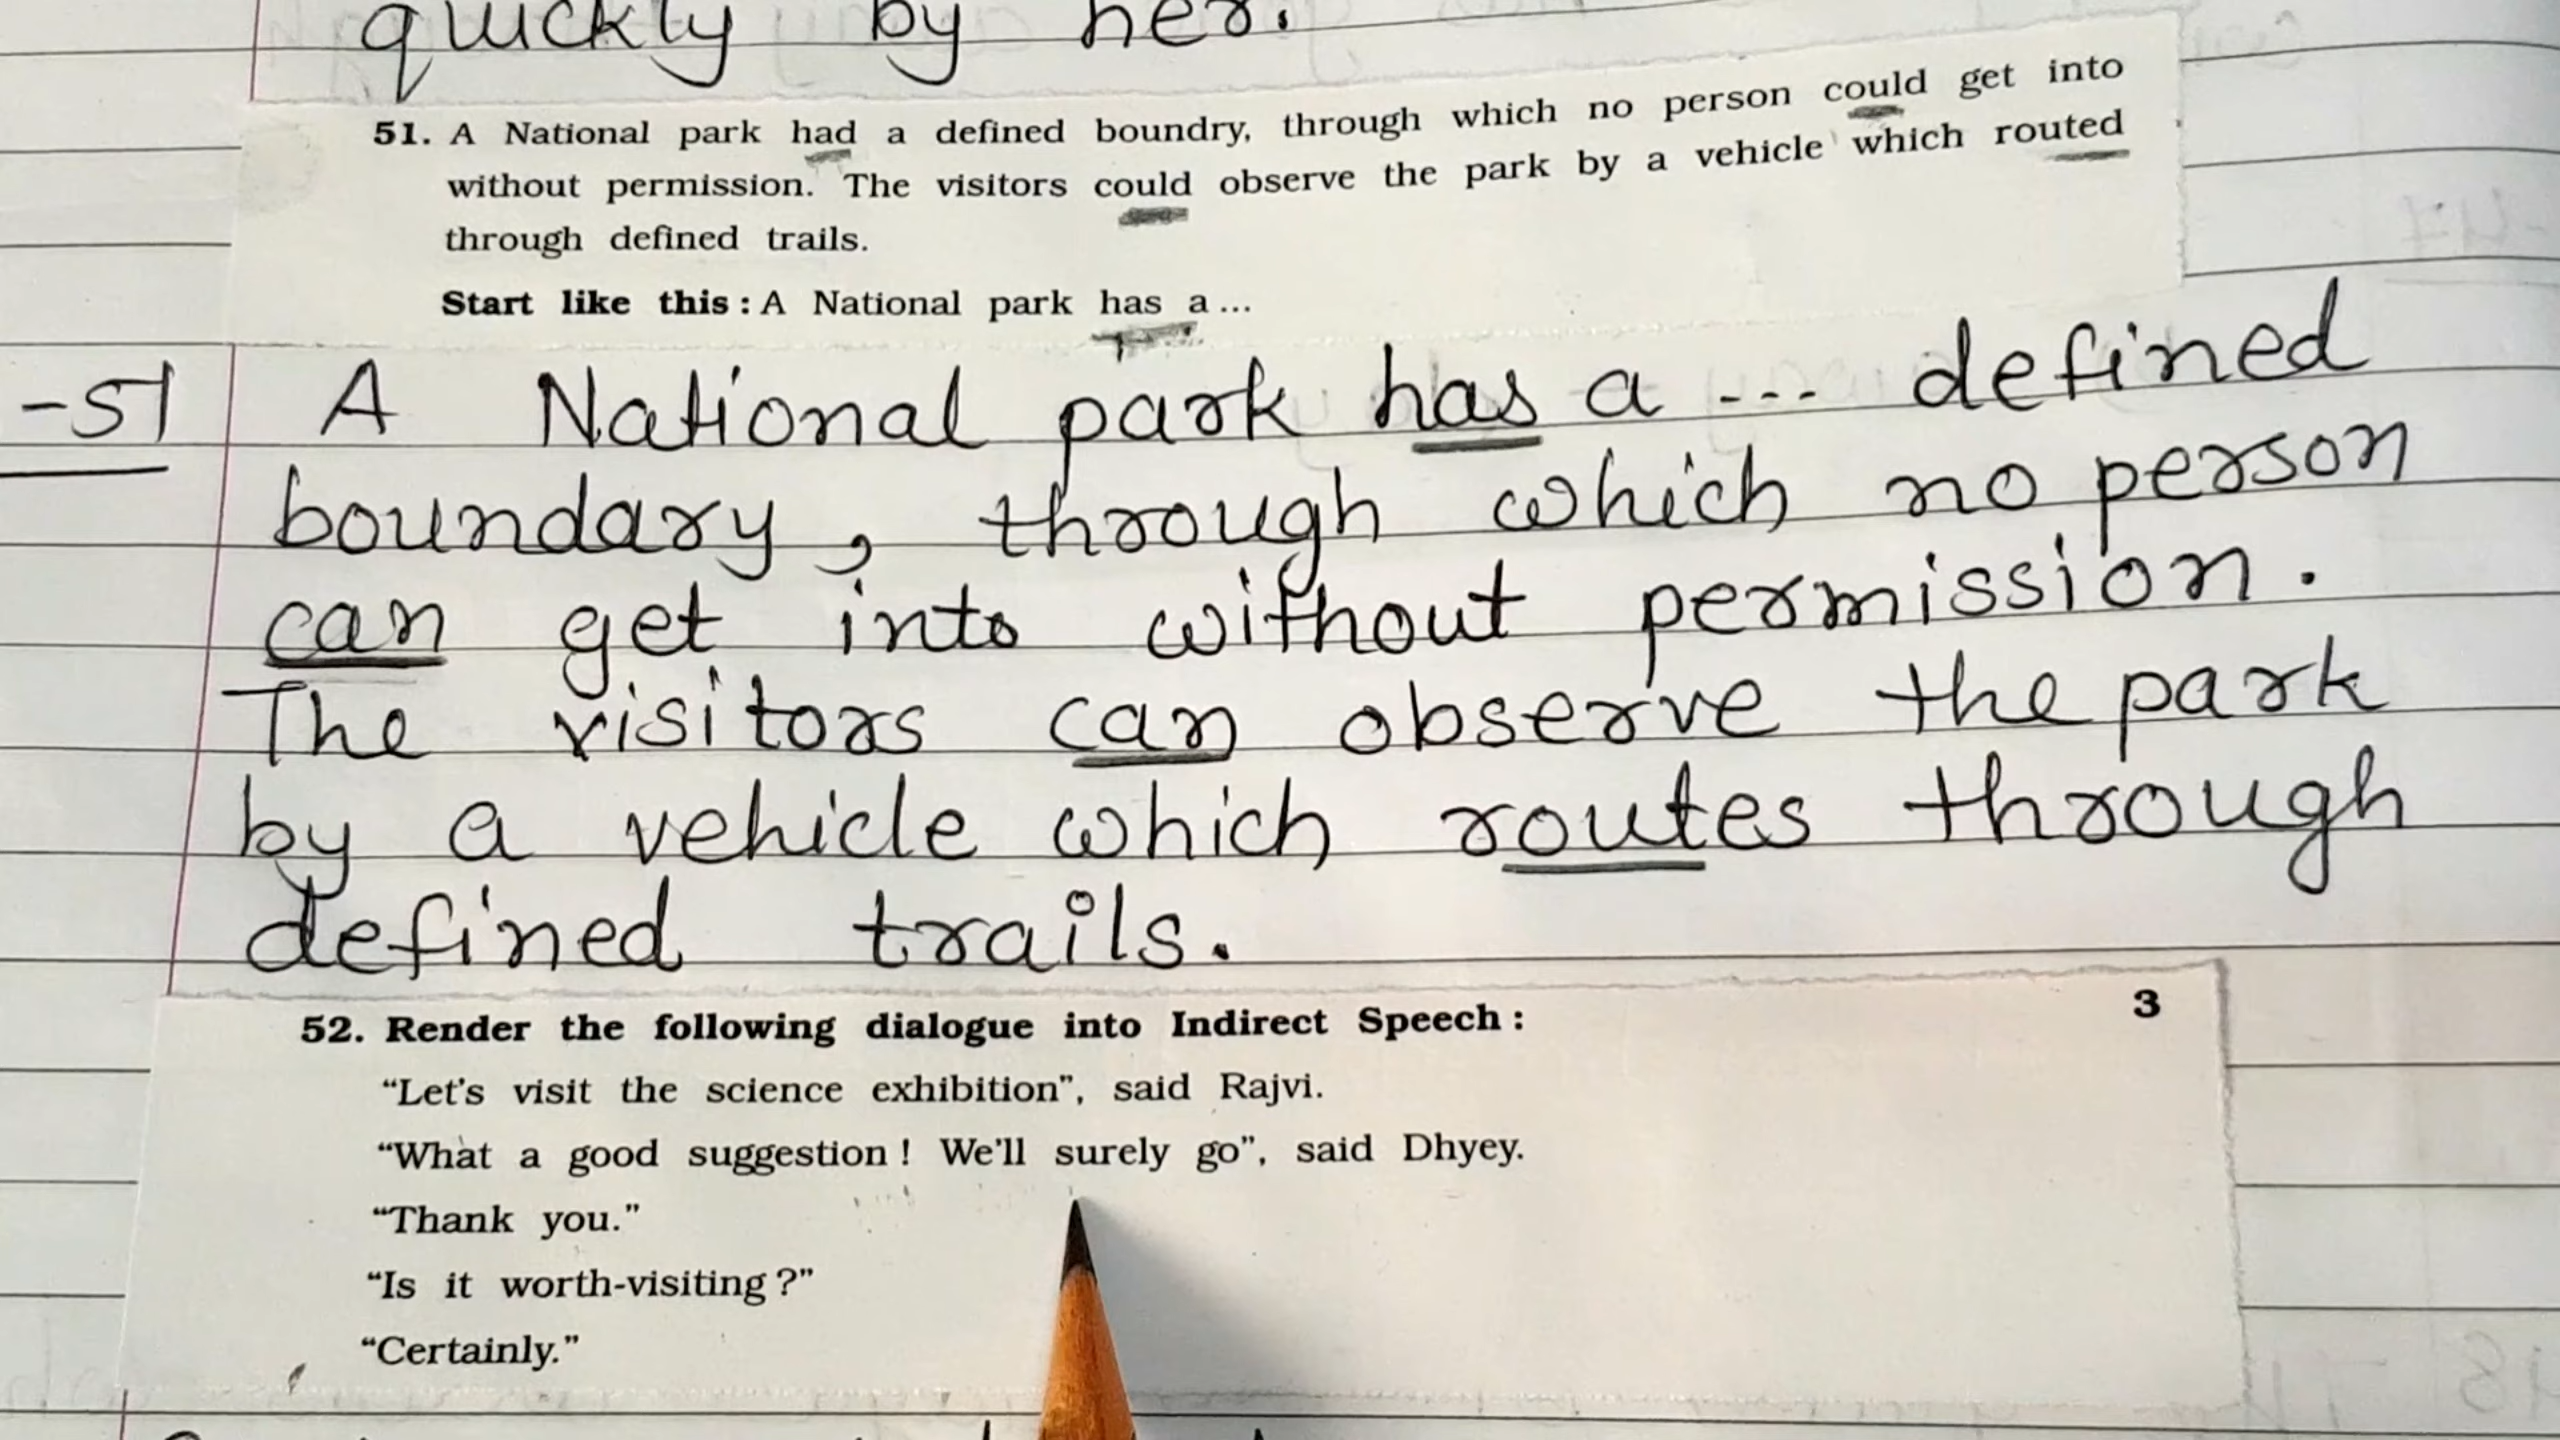 quickly by her.
51. A National park had a defined boundry, through which no person could get into
without permission. The visitors could observe the park by a vehicle which routed
through defined trails.
Start like this : A National park has a ...
-51 A National park has a --- defined
boundary, through which no person
can get into without permission.
The visitors can observe the park
by a vehicle which routes through
defined trails.
52. Render the following dialogue into Indirect Speech : 3
“Let's visit the science exhibition”, said Rajvi.
“What a good suggestion ! We'll surely go”, said Dhyey.
“Thank you.”
“Is it worth-visiting ?”
“Certainly.”